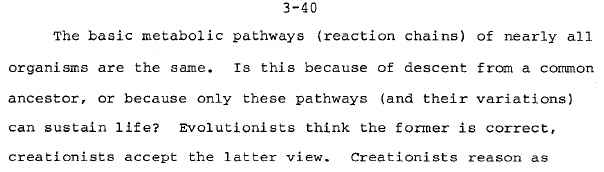 3-40
The basic metabolic pathways (reaction chains) of nearly all
organisms are the same. Is this because of descent from a common
ancestor, or because only these pathways (and their variations)
can sustain life? Evolutionists think the former is correct,
creationists accept the latter view. Creationists reason as